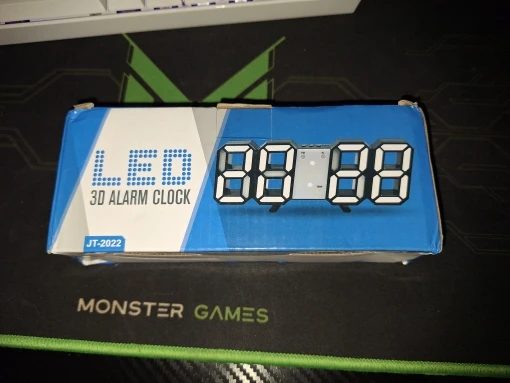 LED
3D ALARM CLOCK
88 88
JT-2022
MONSTER GAMES